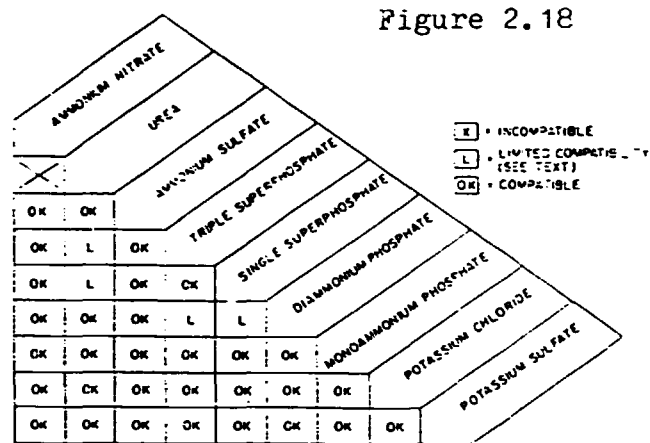 Figure 2.18
AMMONIUM NITRATE
UREA
AMMONIUM SULFATE
TRIPLE SUPERPHOSPHATE
SINGLE SUPERPHOSPHATE
DIAMMONIUM PHOSPHATE
MONOAMMONIUM PHOSPHATE
POTASSIUM CHLORIDE
POTASSIUM SULFATE
X = INCOMPATIBLE
L = LIMITED COMPATIBILITY
(SEE TEXT)
OK = COMPATIBLE
X
OK OK
OK L OK
OK L OK OK
OK OK OK L L
OK OK OK OK OK OK
OK OK OK OK OK OK OK
OK OK OK OK OK OK OK OK